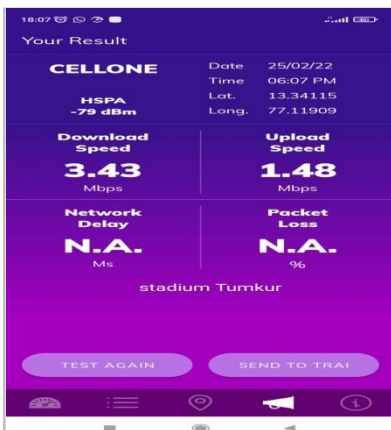 18:07
Your Result
CELLONE
HSPA
-79 dBm
Date 25/02/22
Time 06:07 PM
Lat. 13.34115
Long. 77.11909
Download Speed
3.43
Mbps
Upload Speed
1.48
Mbps
Network Delay
N.A.
Ms
Packet Loss
N.A.
%
stadium Tumkur
TEST AGAIN
SEND TO TRAI